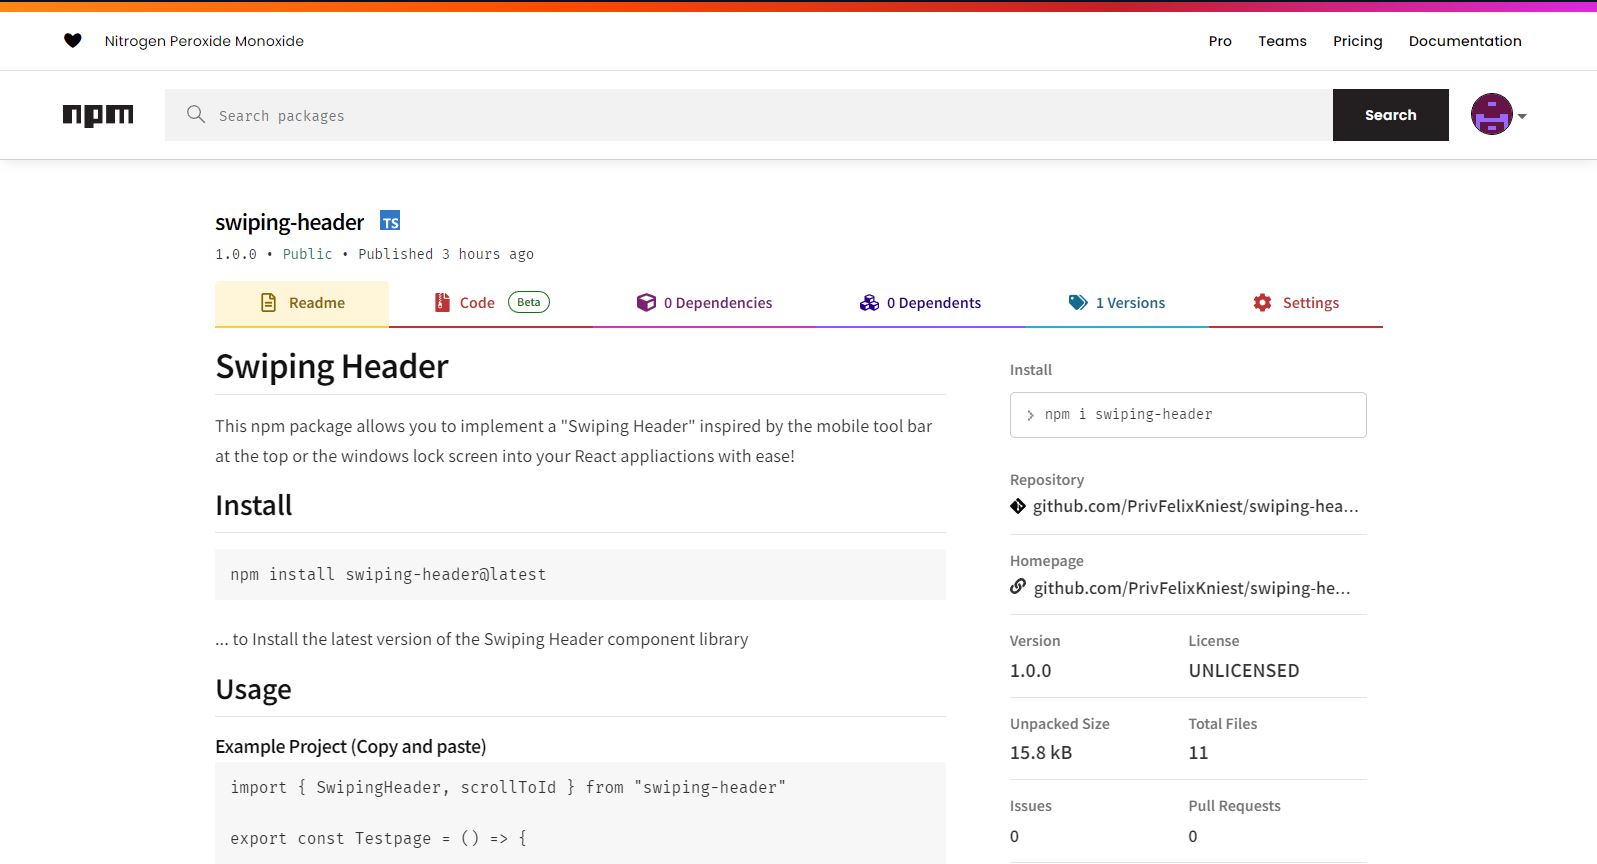 Nitrogen Peroxide Monoxide
Pro Teams Pricing Documentation
npm
Search packages
Search
swiping-header TS
1.0.0 • Public • Published 3 hours ago
Readme
Code Beta
0 Dependencies
0 Dependents
1 Versions
Settings
Swiping Header
This npm package allows you to implement a "Swiping Header" inspired by the mobile tool bar
at the top or the windows lock screen into your React appliactions with ease!
Install
npm install swiping-header@latest
... to Install the latest version of the Swiping Header component library
Usage
Example Project (Copy and paste)
import { SwipingHeader, scrollToId } from "swiping-header"
export const Testpage = () => {
Install
> npm i swiping-header
Repository
github.com/PrivFelixKniest/swiping-hea...
Homepage
github.com/PrivFelixKniest/swiping-he...
Version License
1.0.0 UNLICENSED
Unpacked Size Total Files
15.8 kB 11
Issues Pull Requests
0 0